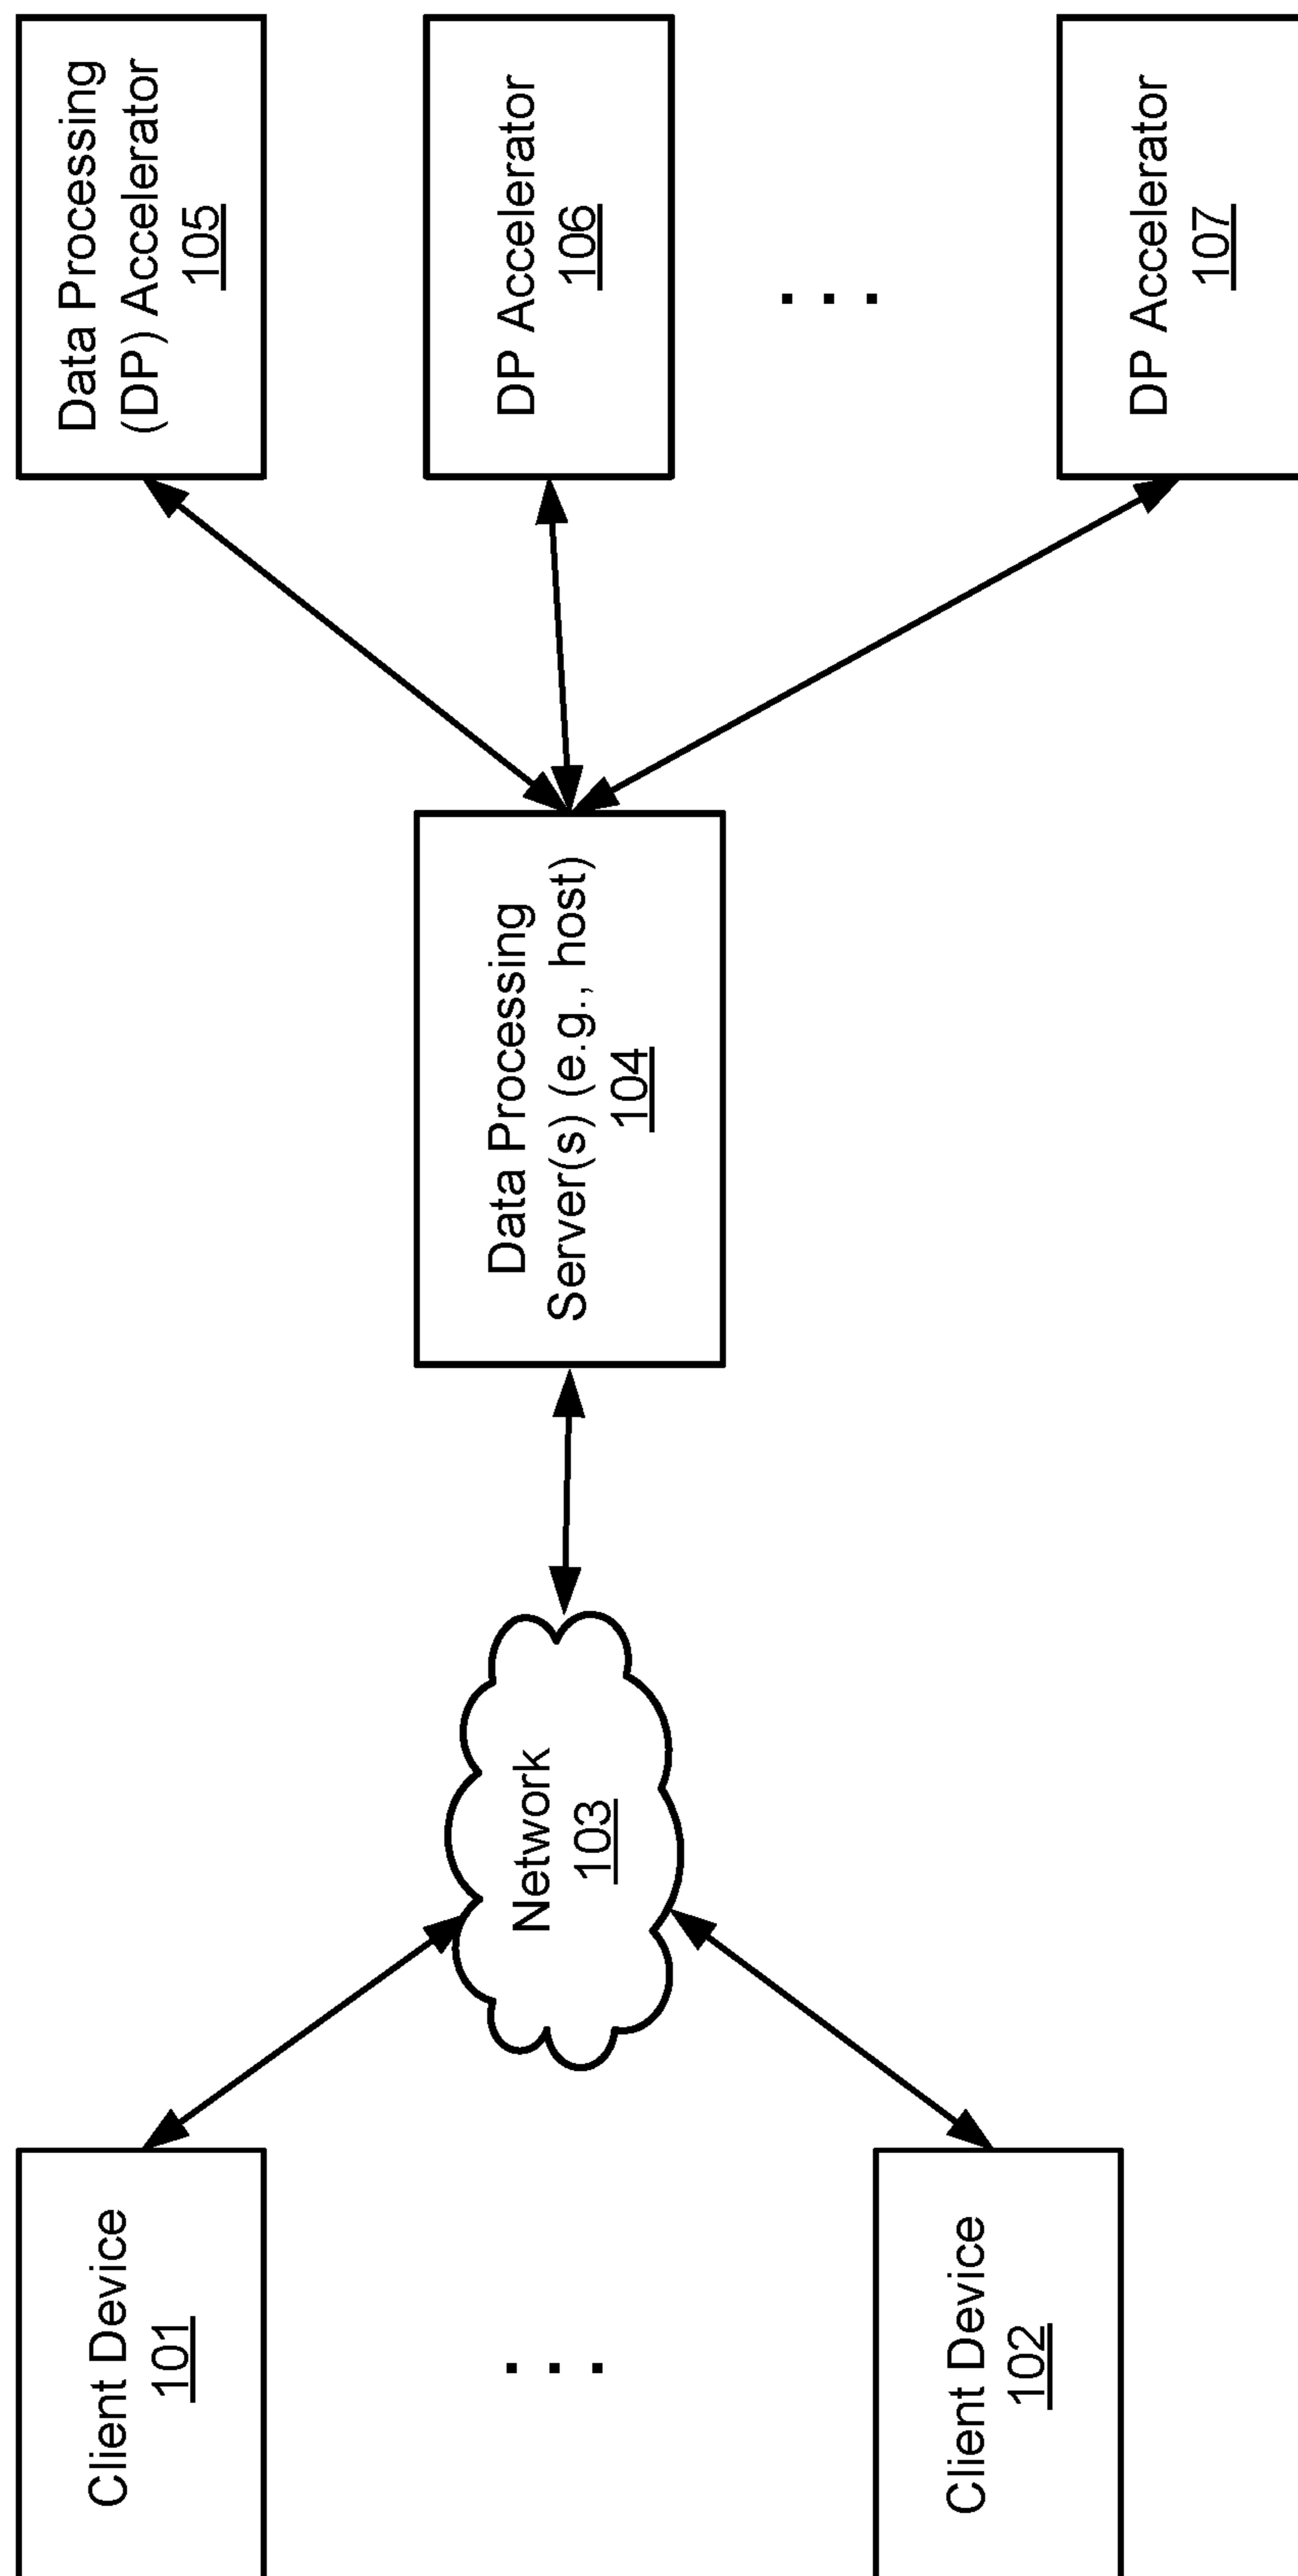 Client Device
101
. . .
Client Device
102
Network
103
Data Processing
Server(s) (e.g., host)
104
Data Processing
(DP) Accelerator
105
DP Accelerator
106
. . .
DP Accelerator
107